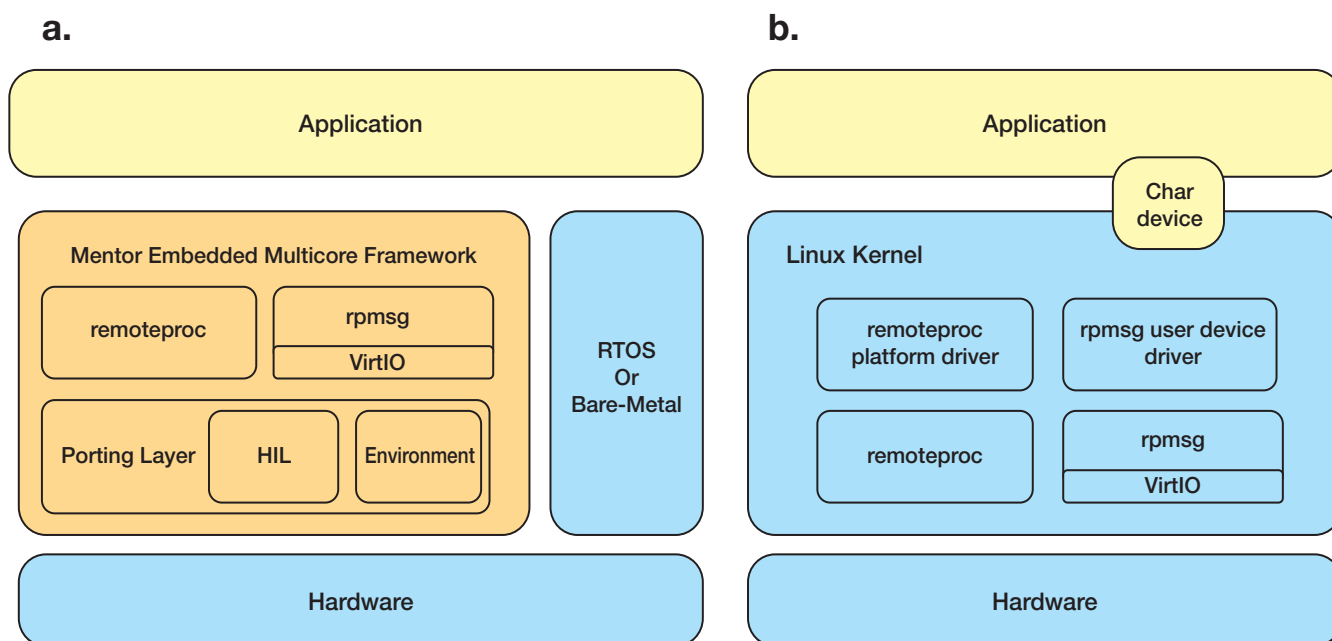 a.
Application
Mentor Embedded Multicore Framework
remoteproc
rpmsg
VirtIO
Porting Layer
HIL
Environment
RTOS
Or
Bare-Metal
Hardware
b.
Application
Char
device
Linux Kernel
remoteproc
platform driver
rpmsg user device
driver
remoteproc
rpmsg
VirtIO
Hardware